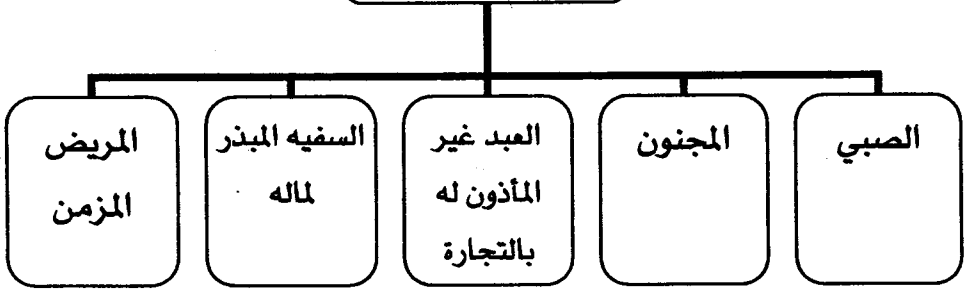 الصبي
المجنون
العبد غير
المأذون له
بالتجارة
السفيه المبذر
لماله
المريض
المزمن